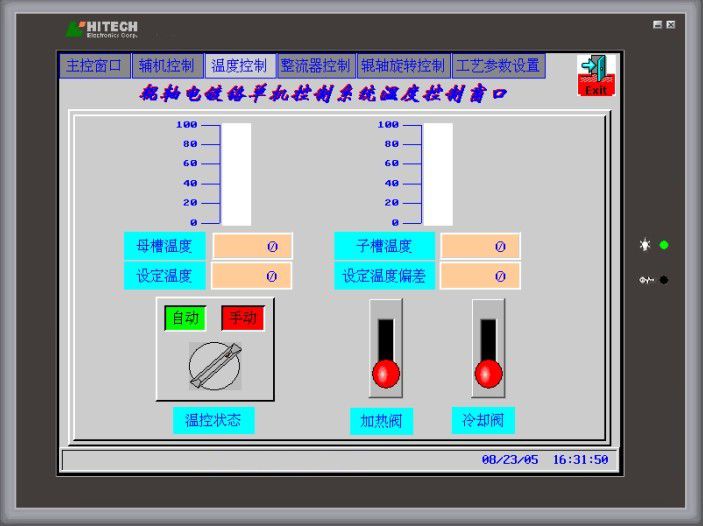 HITECH
Electronics Corp.
主控窗口 辅机控制 温度控制 整流器控制 辊轴旋转控制 工艺参数设置
Exit
辊轴电镀铬单机控制系统温度控制窗口
100 100
80 80
60 60
40 40
20 20
0 0
母槽温度 0 子槽温度 0
设定温度 0 设定温度偏差 0
自动 手动
温控状态 加热阀 冷却阀
08/23/05 16:31:50